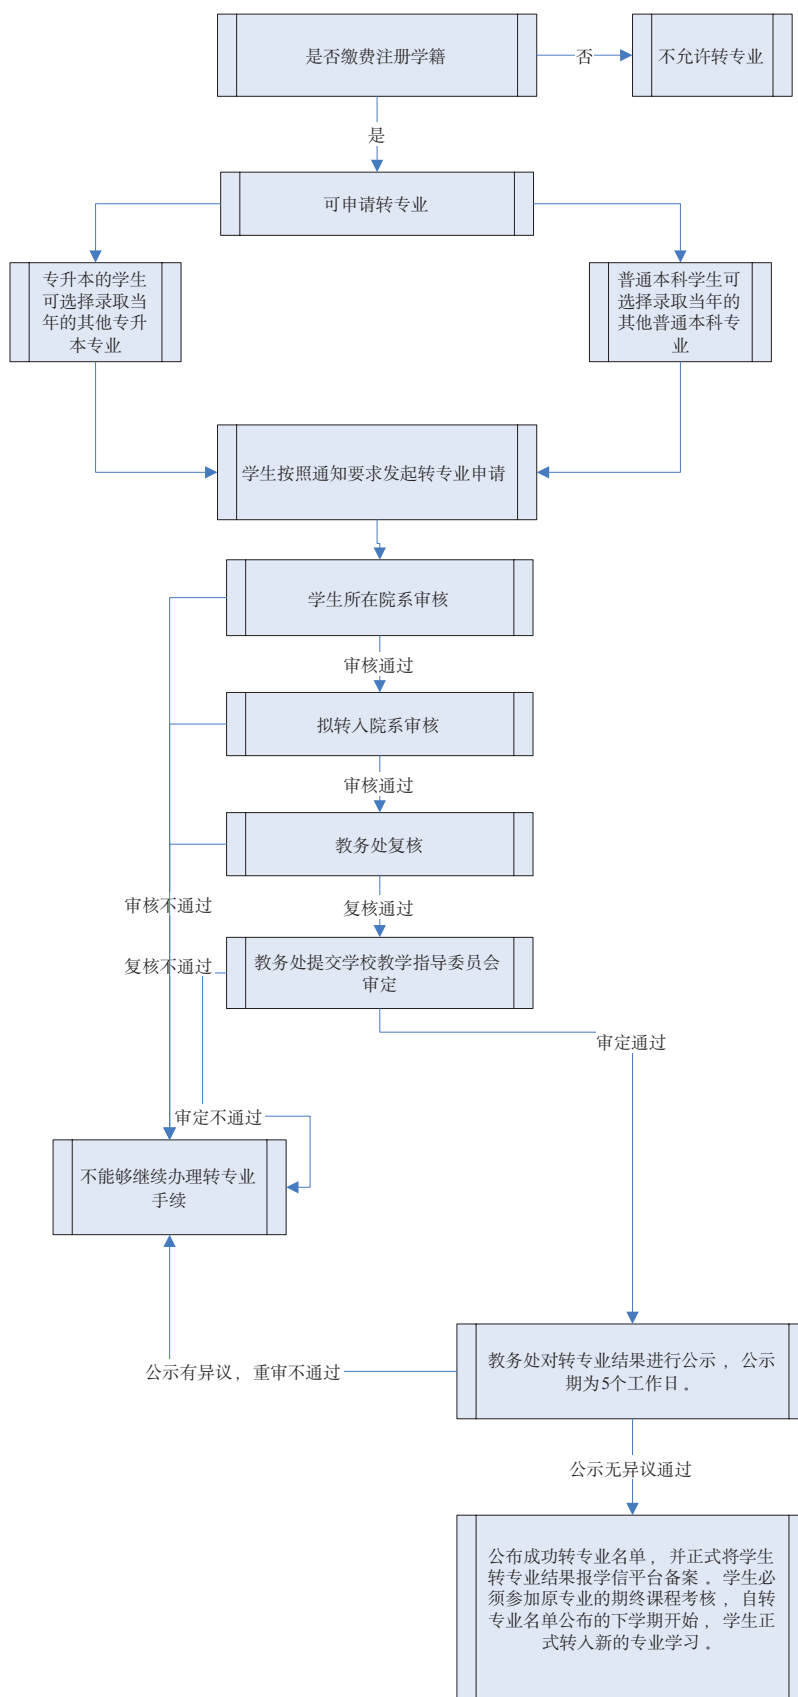 是否缴费注册学籍
否
不允许转专业
是
可申请转专业
专升本的学生
可选择录取当
年的其他专升
本专业
普通本科学生可
选择录取当年的
其他普通本科专
业
学生按照通知要求发起转专业申请
学生所在院系审核
审核通过
拟转入院系审核
审核通过
教务处复核
审核不通过
复核通过
复核不通过
教务处提交学校教学指导委员会
审定
审定通过
审定不通过
不能够继续办理转专业
手续
教务处对转专业结果进行公示，公示
期为5个工作日。
公示有异议，重审不通过
公示无异议通过
公布成功转专业名单，并正式将学生
转专业结果报学信平台备案。学生必
须参加原专业的期终课程考核，自转
专业名单公布的下学期开始，学生正
式转入新的专业学习。